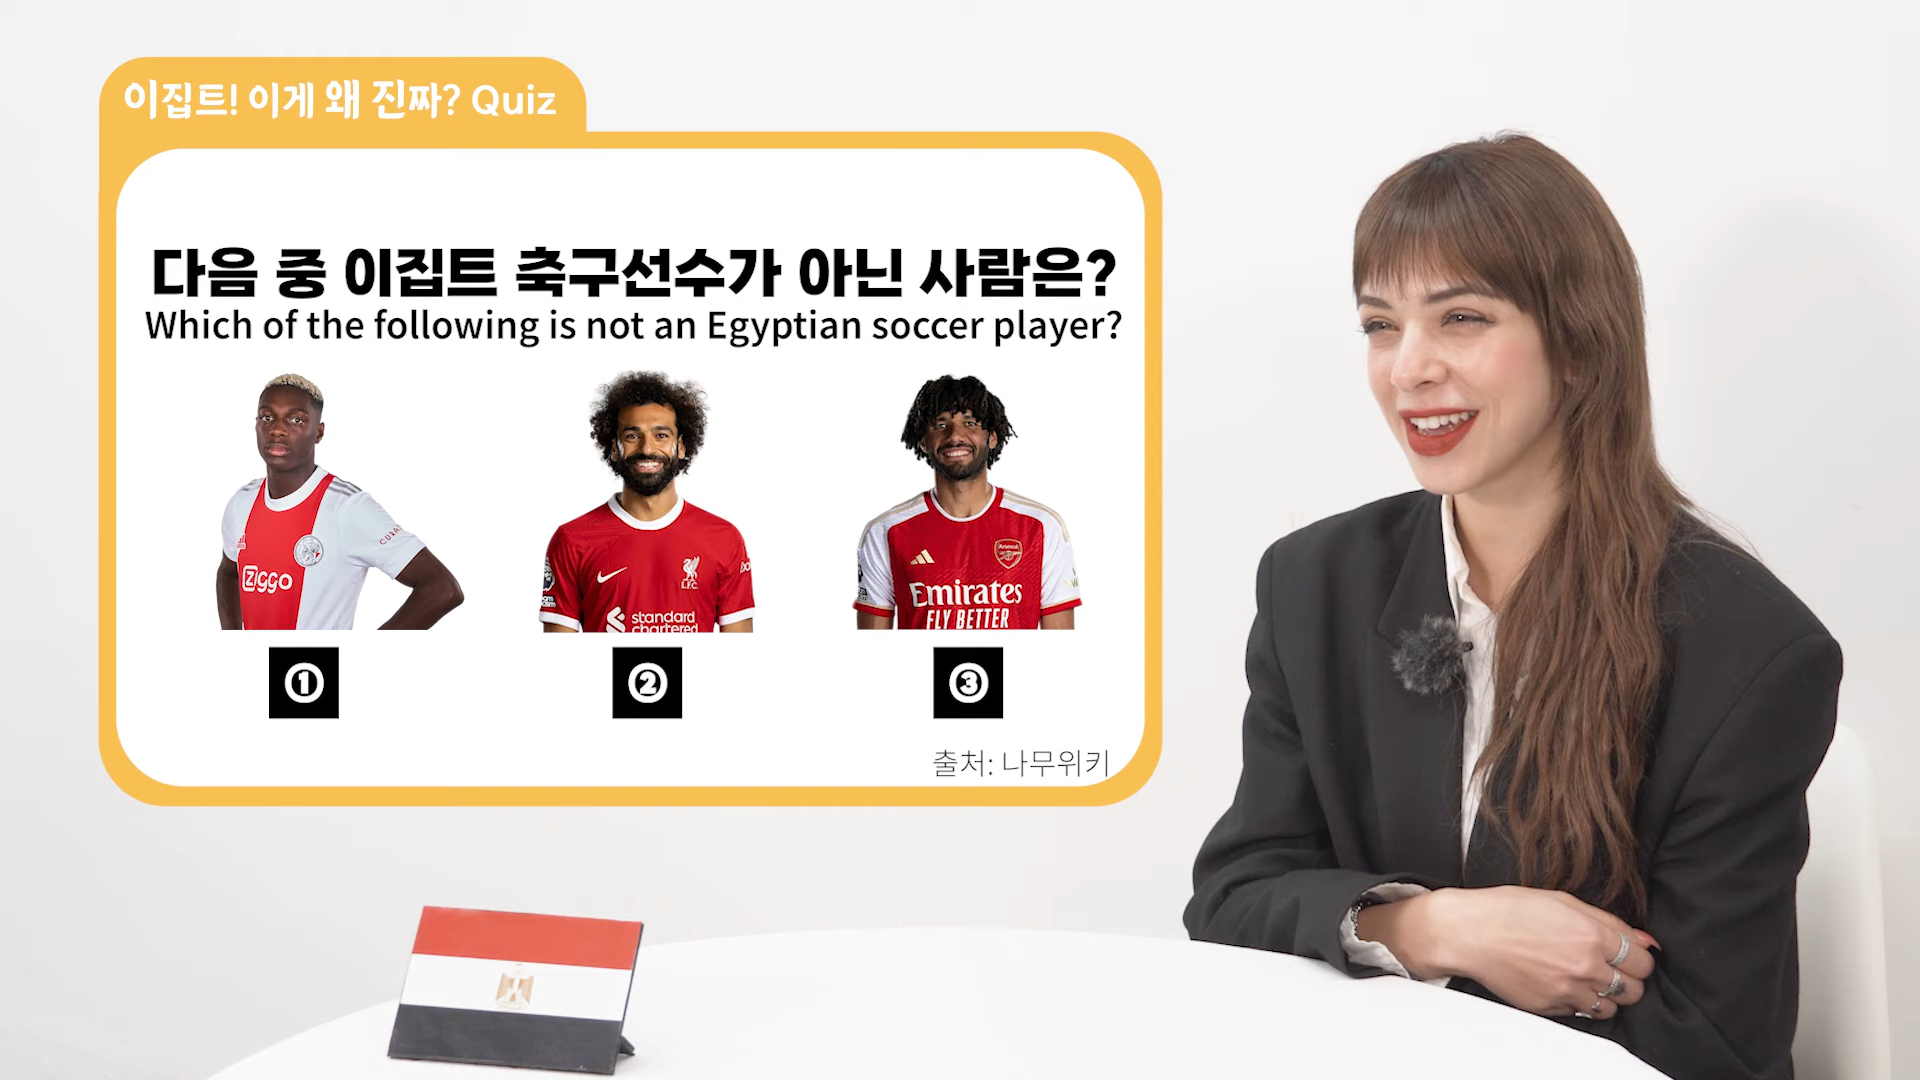 이집트! 이게 왜 진짜? Quiz
다음 중 이집트 축구선수가 아닌 사람은?
Which of the following is not an Egyptian soccer player?
Ziggo
L.F.C.
standard
chartered
Arsenal
Emirates
FLY BETTER
①
②
③
출처: 나무위키